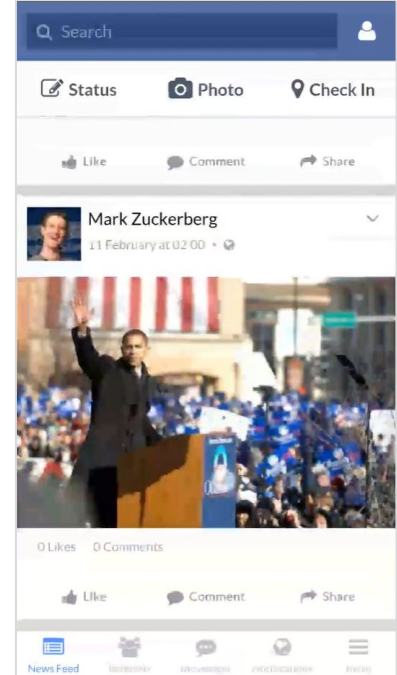 Search
Status Photo Check In
Like Comment Share
Mark Zuckerberg
11 February at 02:00
0 Likes 0 Comments
Like Comment Share
News Feed